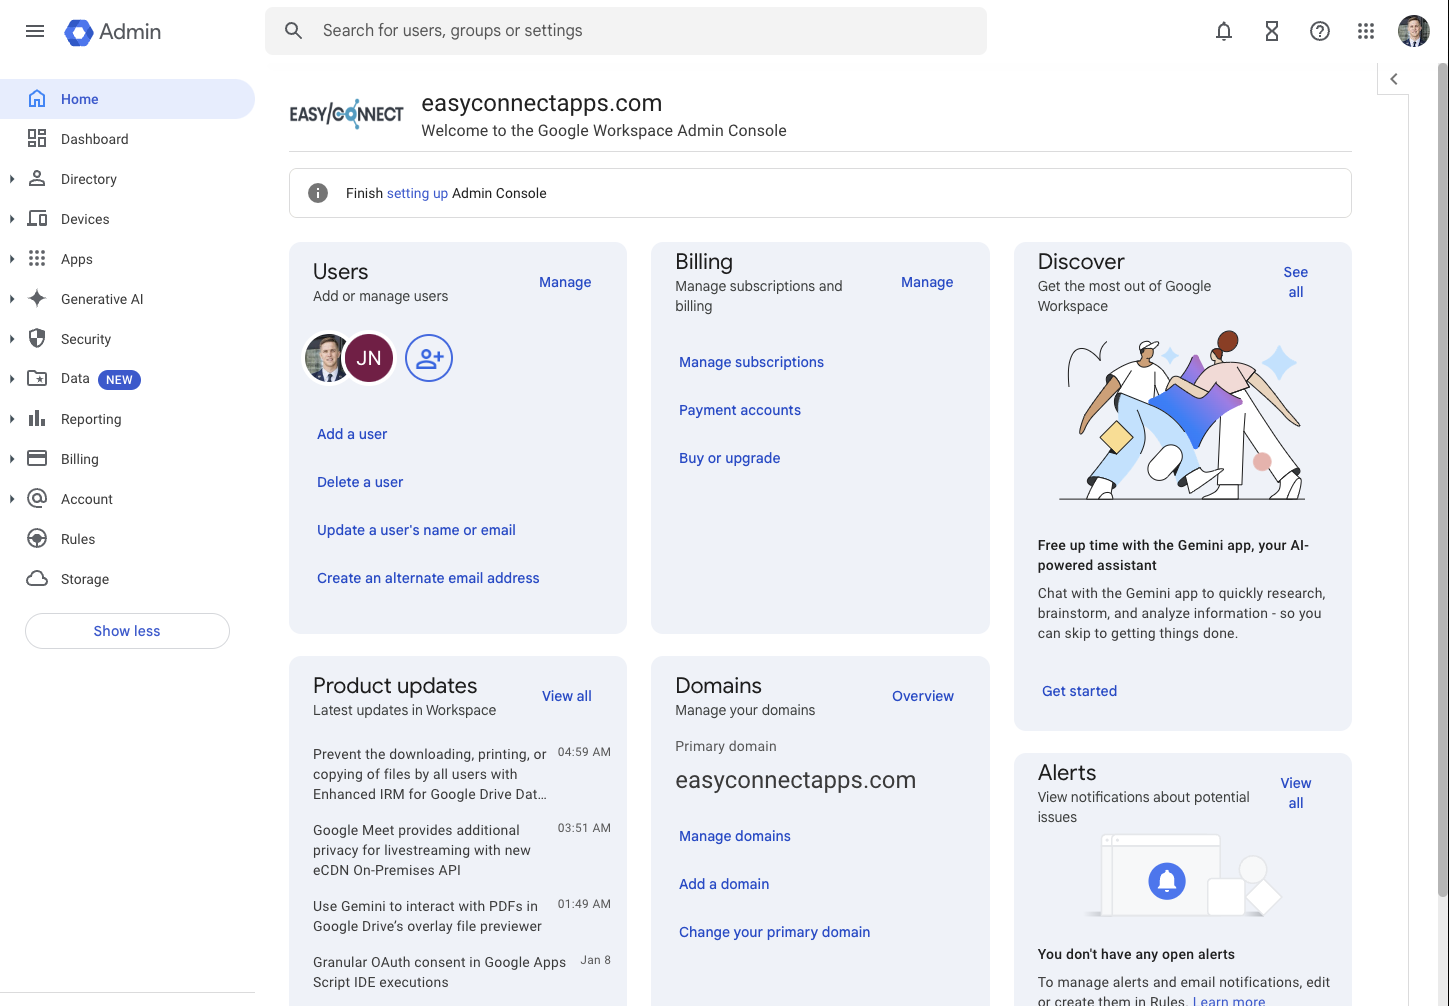 Admin
Search for users, groups or settings
Home
Dashboard
Directory
Devices
Apps
Generative AI
Security
Data NEW
Reporting
Billing
Account
Rules
Storage
Show less
EASY/CONNECT
easyconnectapps.com
Welcome to the Google Workspace Admin Console
Finish setting up Admin Console
Users
Add or manage users
Manage
JN
Add a user
Delete a user
Update a user's name or email
Create an alternate email address
Billing
Manage subscriptions and
billing
Manage
Manage subscriptions
Payment accounts
Buy or upgrade
Discover
Get the most out of Google
Workspace
See
all
Free up time with the Gemini app, your AI-
powered assistant
Chat with the Gemini app to quickly research,
brainstorm, and analyze information - so you
can skip to getting things done.
Get started
Product updates
Latest updates in Workspace
View all
Prevent the downloading, printing, or 04:59 AM
copying of files by all users with
Enhanced IRM for Google Drive Dat…
Google Meet provides additional 03:51 AM
privacy for livestreaming with new
eCDN On-Premises API
Use Gemini to interact with PDFs in 01:49 AM
Google Drive’s overlay file previewer
Granular OAuth consent in Google Apps Jan 8
Script IDE executions
Domains
Manage your domains
Overview
Primary domain
easyconnectapps.com
Manage domains
Add a domain
Change your primary domain
Alerts
View notifications about potential
issues
View
all
You don't have any open alerts
To manage alerts and email notifications, edit
or create them in Rules. Learn more